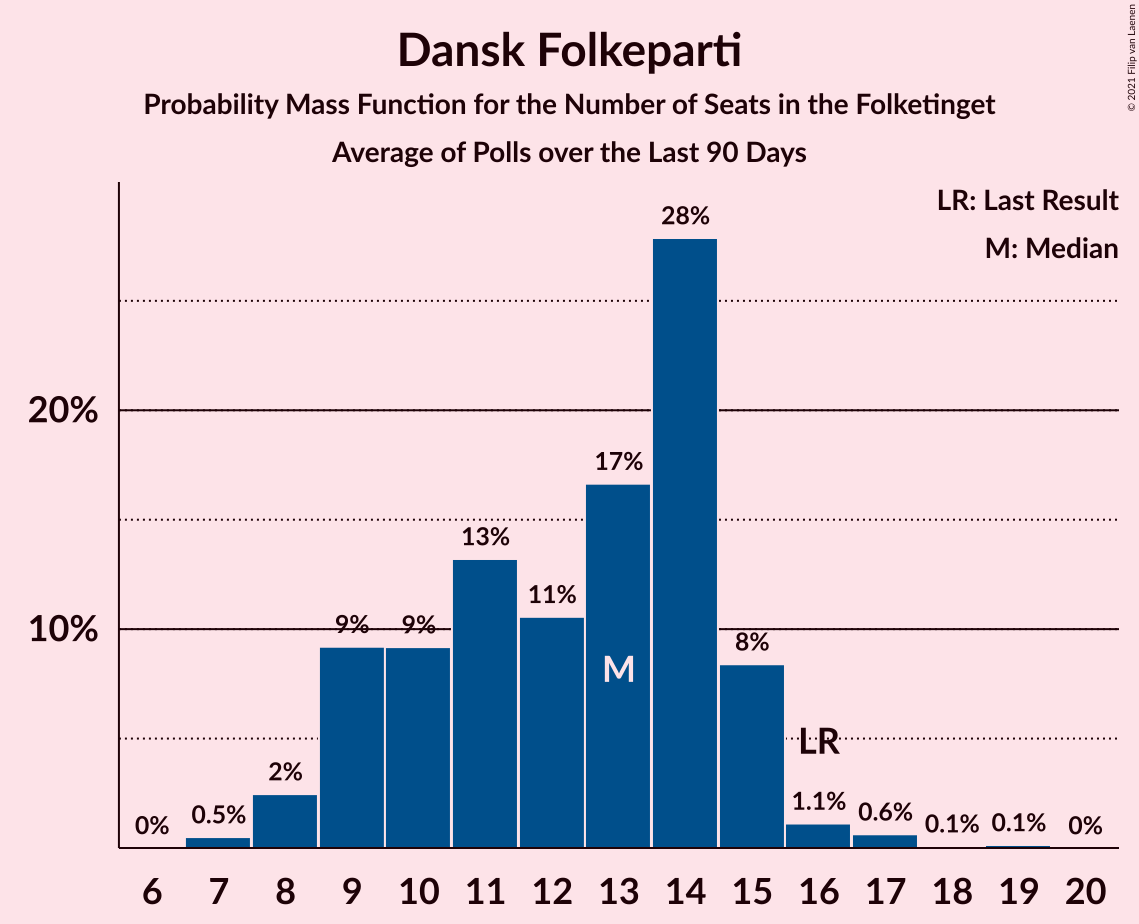 Dansk Folkeparti
Probability Mass Function for the Number of Seats in the Folketinget
Average of Polls over the Last 90 Days
© 2021 Filip van Laenen
LR: Last Result
M: Median
28%
20%
17%
13%
11%
10%
9%
9%
8%
M
LR
2%
1.1%
0.5%
0.6%
0.1%
0.1%
0%
0%
6 7 8 9 10 11 12 13 14 15 16 17 18 19 20